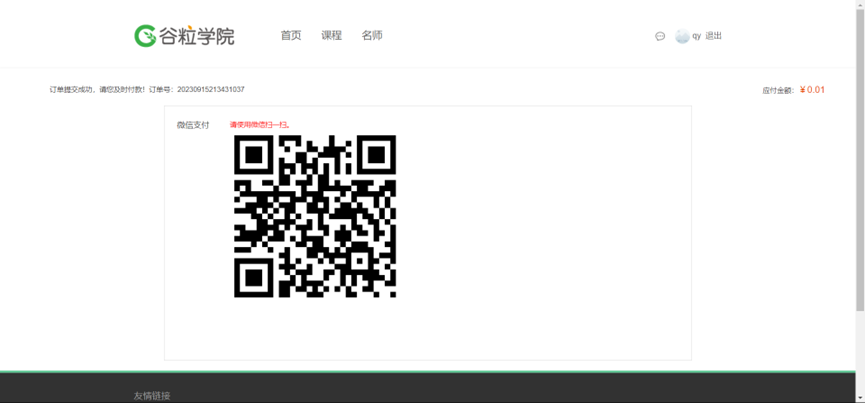 谷粒学院 首页 课程 名师 qy 退出
订单提交成功，请您及时付款！订单号：20230915213431037 应付金额：￥0.01
微信支付 请使用微信扫一扫。
友情链接